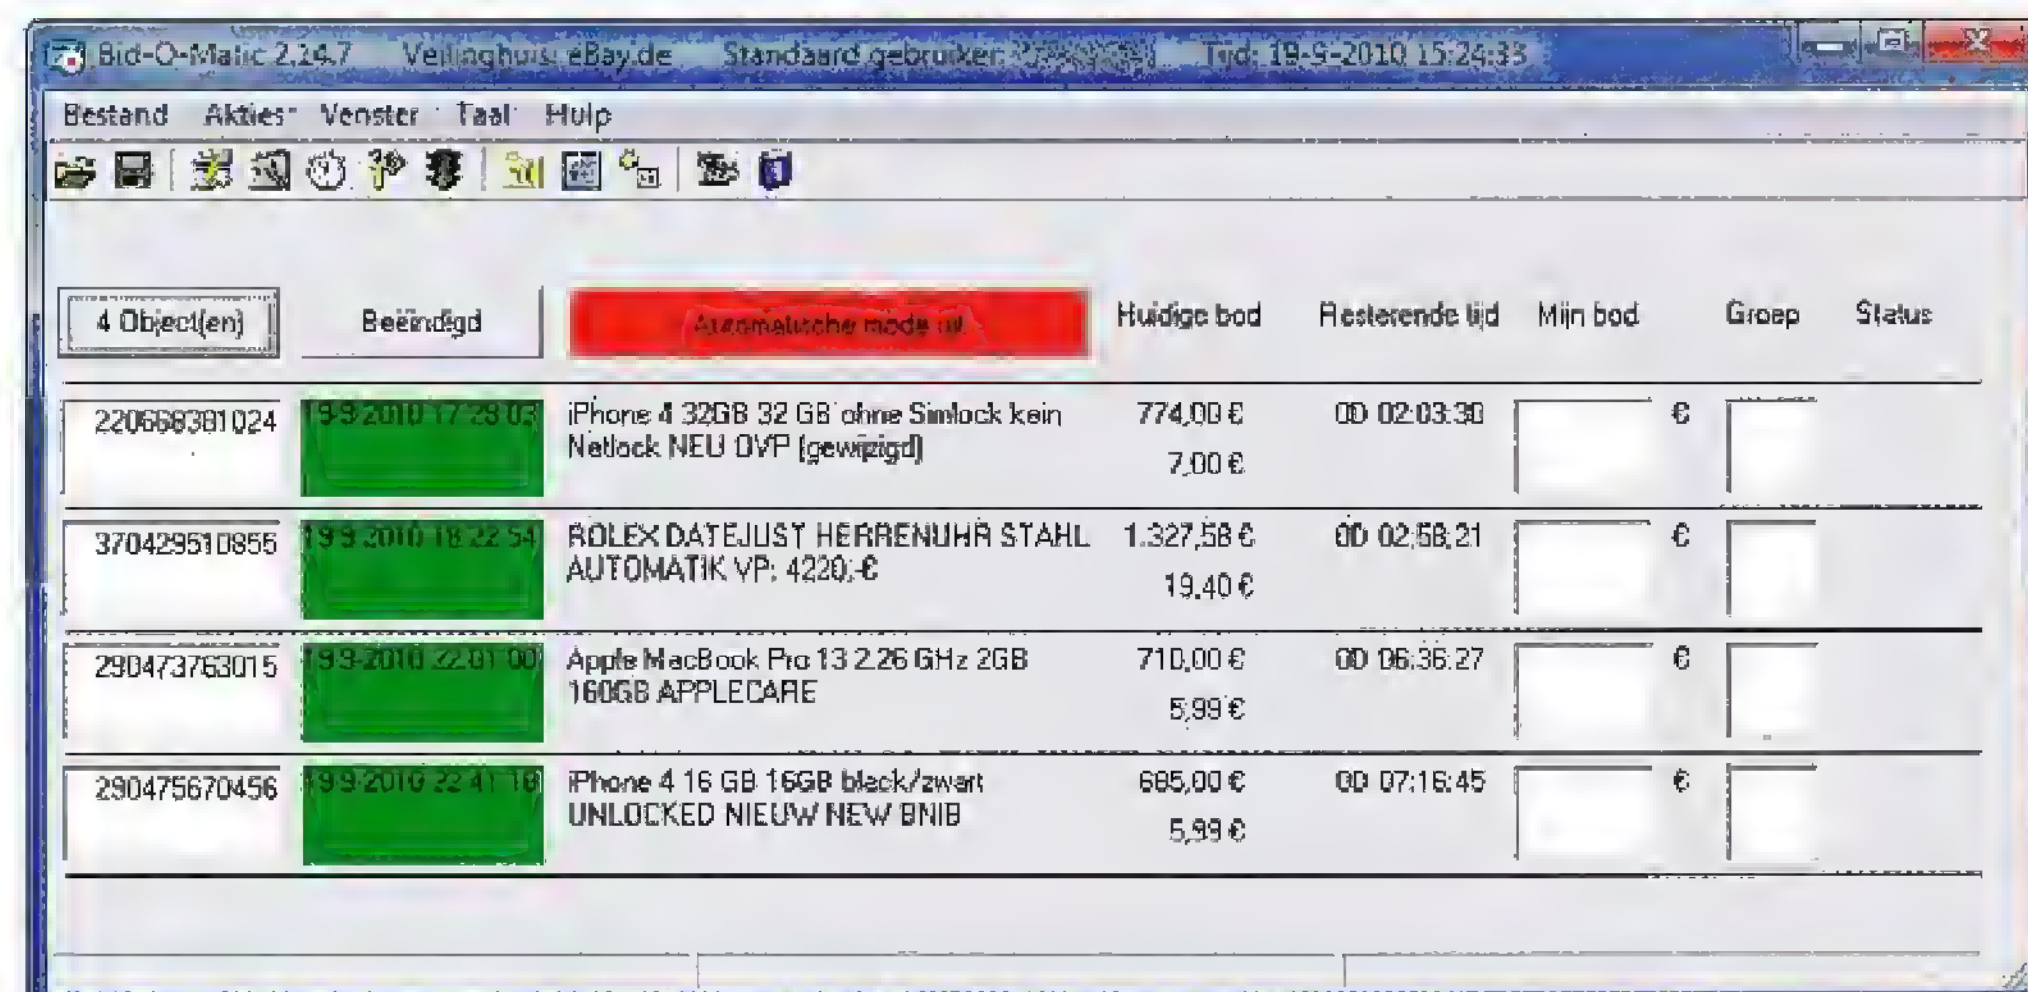 Bid-O-Matic 2.14.7 Veilinghuis: eBay.de Standaard gebruiker: Tijd: 19-9-2010 15:24:33
Bestand Akties Venster Taal Hulp
4 Object(en) Beëindigd Automatische mode uit Huidige bod Resterende tijd Mijn bod Groep Status
220668381024 19-9-2010 17:28:03 iPhone 4 32GB 32 GB ohne Simlock kein 774,00 € 00 02:03:30 €
Netlock NEU OVP (gewijzigd) 7,00 €
370429510855 19-9-2010 18:22:54 ROLEX DATEJUST HERRENUHR STAHL 1.327,58 € 00 02:58:21 €
AUTOMATIK VP: 4220,-€ 19,40 €
290473763015 19-9-2010 22:01:00 Apple MacBook Pro 13 2.26 GHz 2GB 710,00 € 00 06:36:27 €
160GB APPLECARE 5,99 €
290475670456 19-9-2010 22:41:18 iPhone 4 16 GB 16GB black/zwart 685,00 € 00 07:16:45 €
UNLOCKED NIEUW NEW BNIB 5,99 €